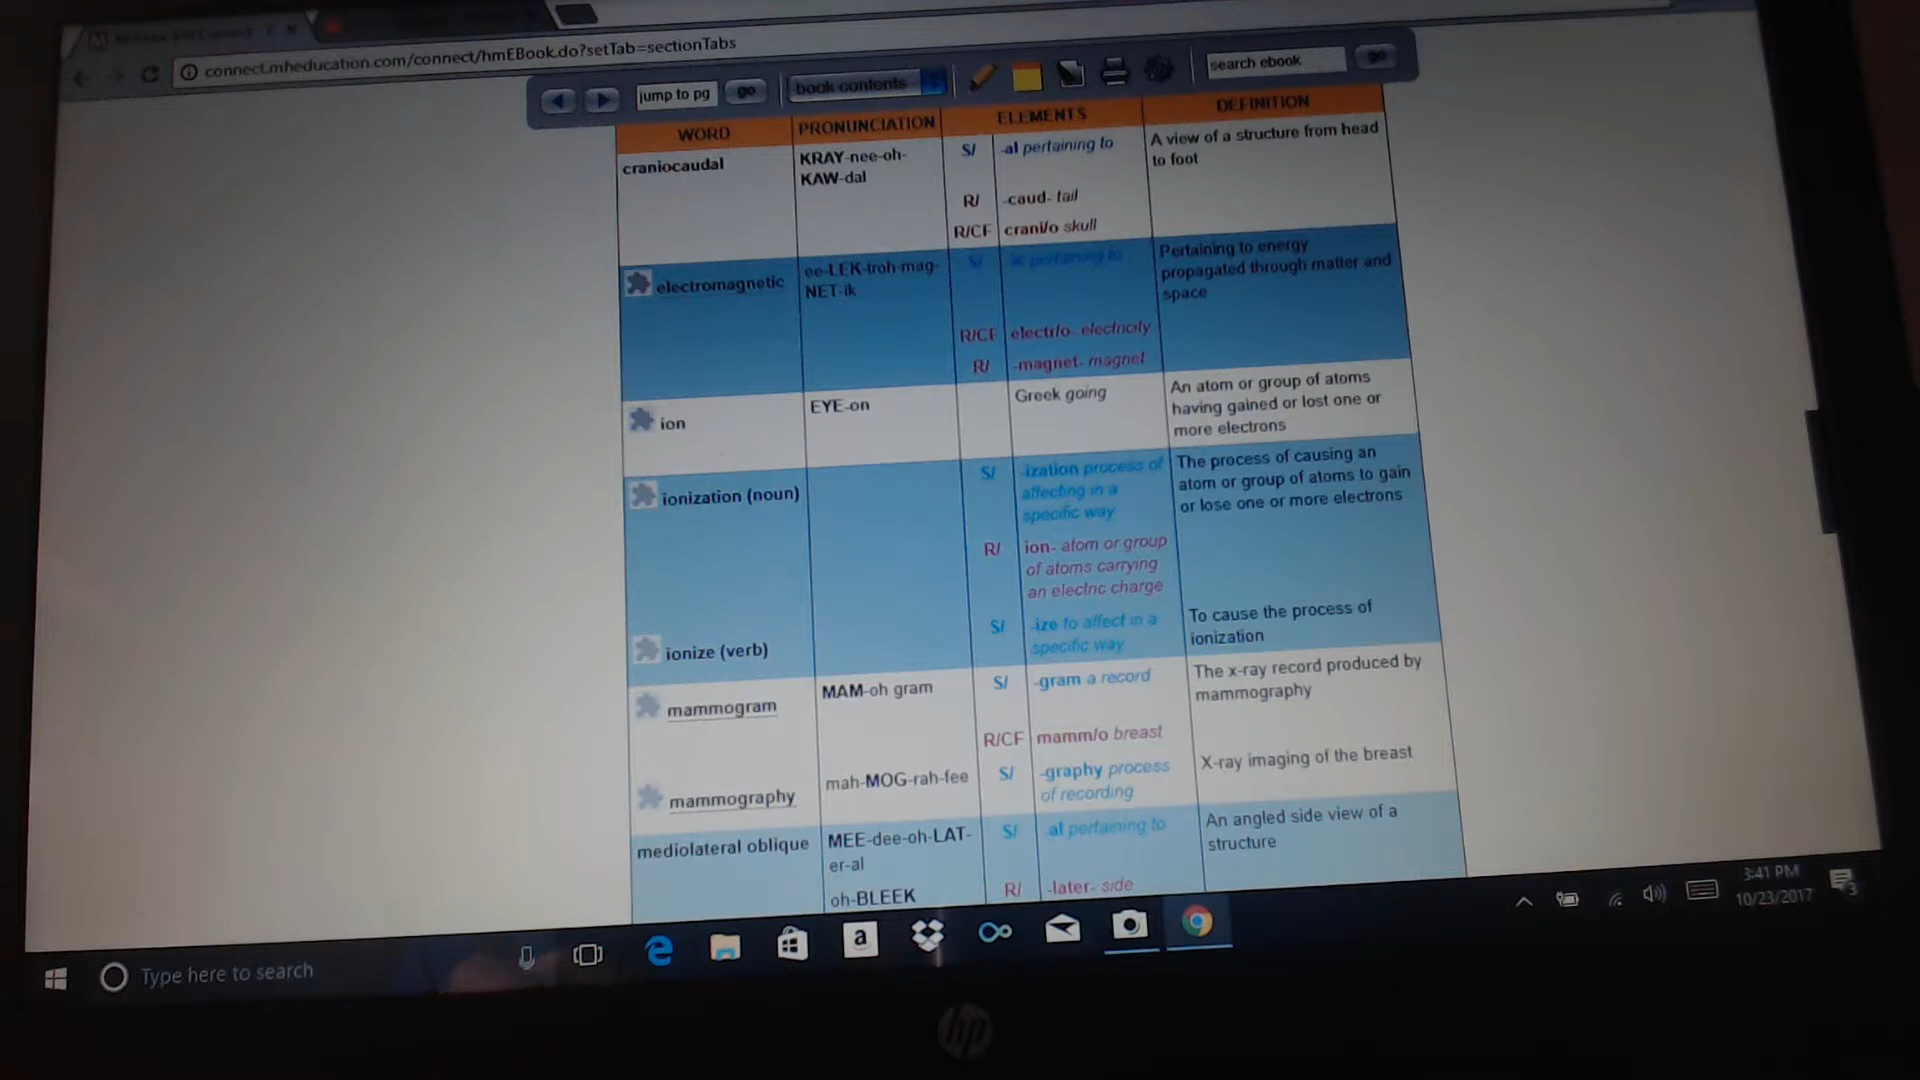 connect.mheducation.com/connect/hmEBook.do?setTab=sectionTabs
jump to pg
go
book contents
search ebook
go
WORD PRONUNCIATION ELEMENTS DEFINITION
craniocaudal
KRAY-nee-oh-
KAW-dal
S/ -al pertaining to
R/ -caud- tail
R/CF crani/o skull
A view of a structure from head
to foot
electromagnetic
ee-LEK-troh-mag-
NET-ik
S/ -ic pertaining to
R/CF electr/o- electricity
R/ -magnet- magnet
Pertaining to energy
propagated through matter and
space
ion
EYE-on
Greek going
An atom or group of atoms
having gained or lost one or
more electrons
ionization (noun)
S/ -ization process of
affecting in a
specific way
R/ ion- atom or group
of atoms carrying
an electric charge
The process of causing an
atom or group of atoms to gain
or lose one or more electrons
ionize (verb)
S/ -ize to affect in a
specific way
To cause the process of
ionization
mammogram
MAM-oh gram
S/ -gram a record
R/CF mamm/o breast
The x-ray record produced by
mammography
mammography
mah-MOG-rah-fee
S/ -graphy process
of recording
X-ray imaging of the breast
mediolateral oblique
MEE-dee-oh-LAT-
er-al
oh-BLEEK
S/ -al pertaining to
R/ -later- side
An angled side view of a
structure
Type here to search
a
3:41 PM
10/23/2017
3
hp